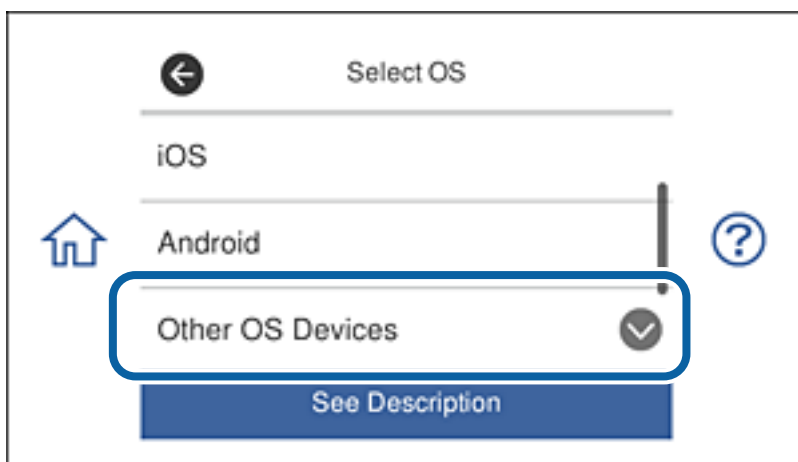 Select OS
iOS
Android
Other OS Devices
See Description